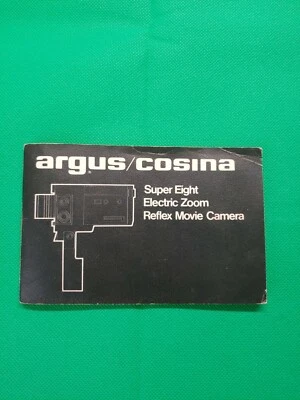 argus/cosina
Super Eight
Electric Zoom
Reflex Movie Camera